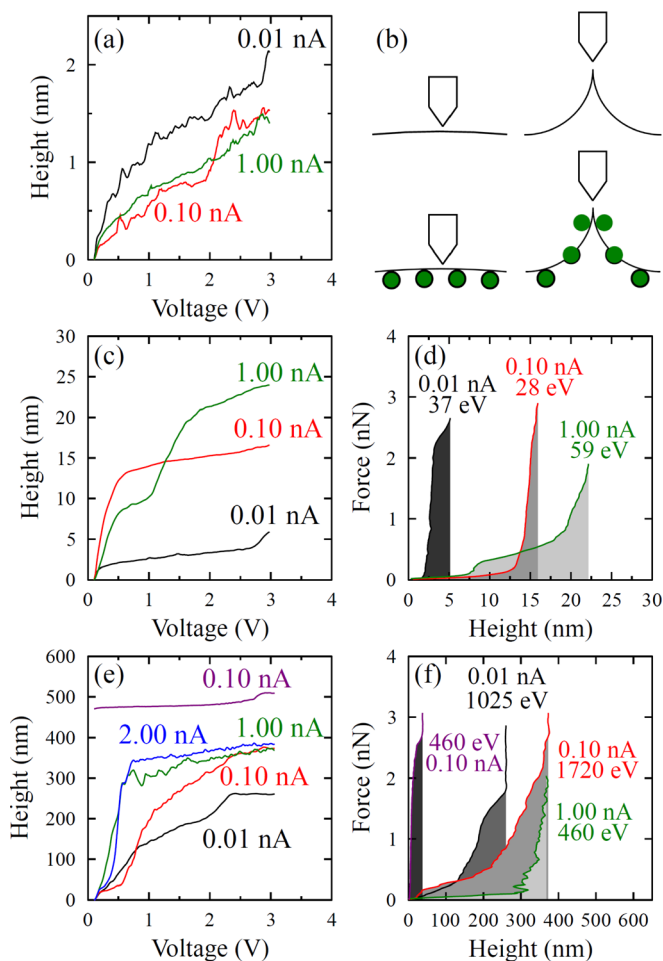 (a)
0.01 nA
1.00 nA
0.10 nA
Height (nm)
2
1
0
0 1 2 3 4
Voltage (V)
(b)
(c)
1.00 nA
0.10 nA
0.01 nA
Height (nm)
30
25
20
15
10
5
0
0 1 2 3 4
Voltage (V)
(d)
0.01 nA
37 eV
0.10 nA
28 eV
1.00 nA
59 eV
Force (nN)
4
3
2
1
0
0 5 10 15 20 25 30
Height (nm)
(e)
0.10 nA
2.00 nA
1.00 nA
0.10 nA
0.01 nA
Height (nm)
600
500
400
300
200
100
0
0 1 2 3 4
Voltage (V)
(f)
0.01 nA
1025 eV
460 eV
0.10 nA
0.10 nA
1720 eV
1.00 nA
460 eV
Force (nN)
4
3
2
1
0
0 100 200 300 400 500 600
Height (nm)